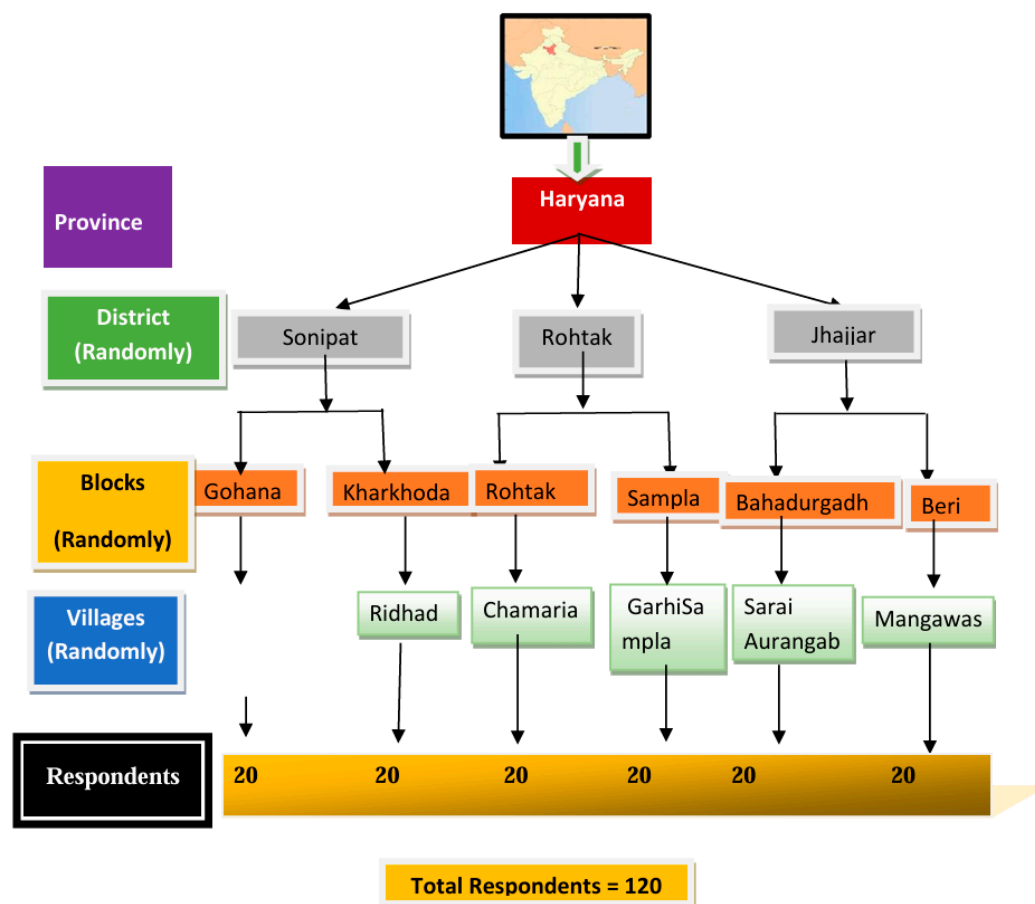 Haryana
Province
District
(Randomly)
Sonipat
Rohtak
Jhajjar
Blocks
(Randomly)
Gohana
Kharkhoda
Rohtak
Sampla
Bahadurgadh
Beri
Villages
(Randomly)
Ridhad
Chamaria
GarhiSa
mpla
Sarai
Aurangab
Mangawas
Respondents
20 20 20 20 20 20
Total Respondents = 120